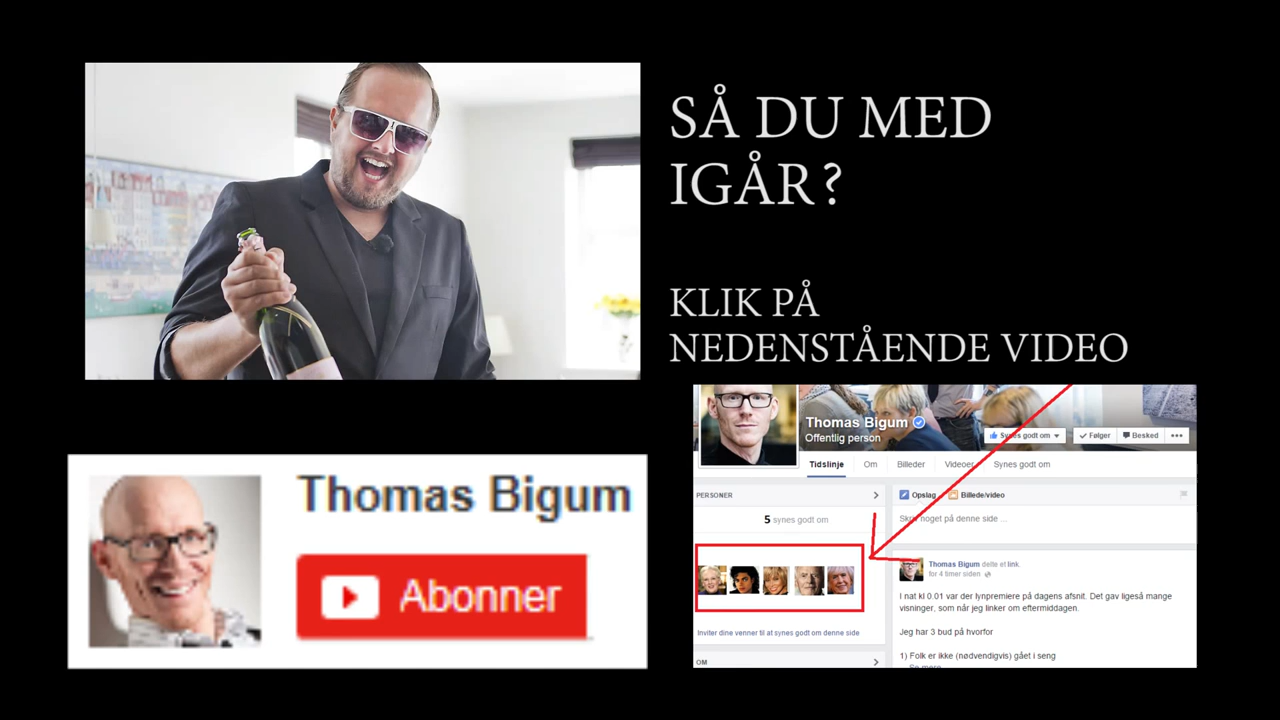 SÅ DU MED
IGÅR?
KLIK PÅ
NEDENSTÅENDE VIDEO
Thomas Bigum
Abonner
Thomas Bigum
Offentlig person
Synes godt om
Følger
Besked
Tidslinje Om Billeder Videoer Synes godt om
PERSONER
5 synes godt om
Inviter dine venner til at synes godt om denne side
OM
Opslag Billede/video
Skriv noget på denne side ...
Thomas Bigum delte et link.
for 4 timer siden
I nat kl 0.01 var der lynpremiere på dagens afsnit. Det gav ligeså mange
visninger, som når jeg linker om eftermiddagen.
Jeg har 3 bud på hvorfor
1) Folk er ikke (nødvendigvis) gået i seng